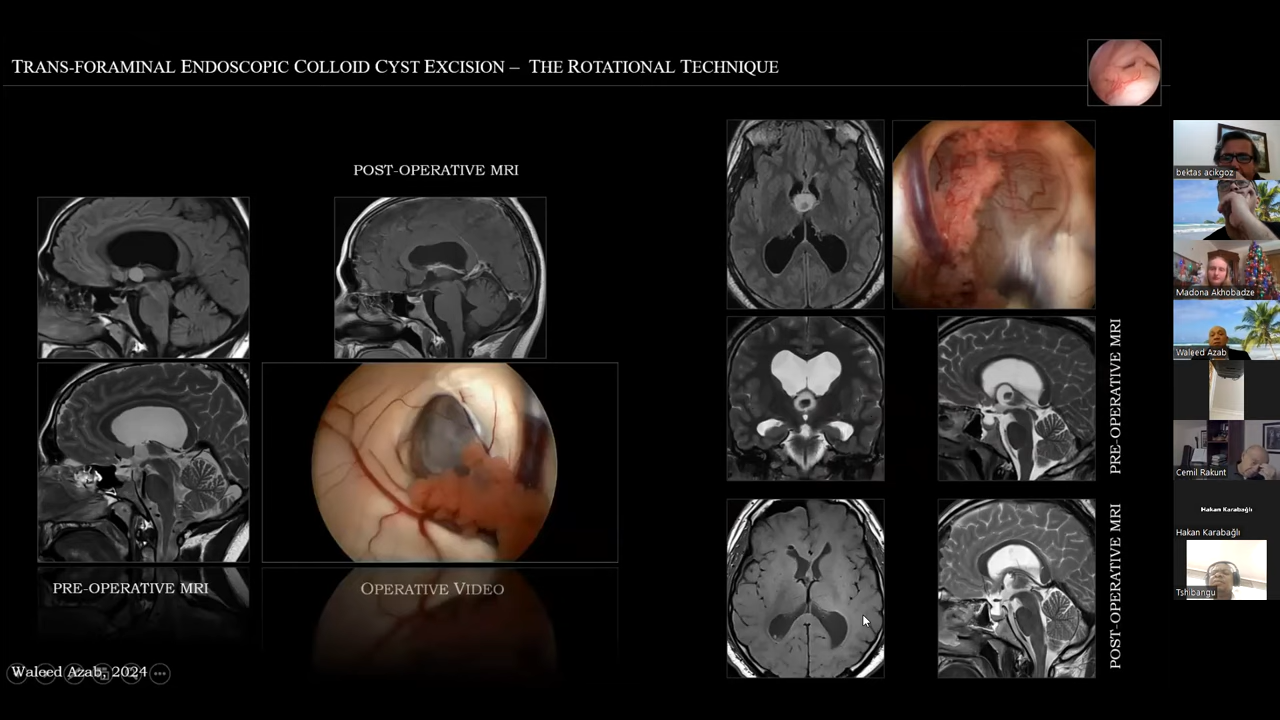 TRANS-FORAMINAL ENDOSCOPIC COLLOID CYST EXCISION – THE ROTATIONAL TECHNIQUE
POST-OPERATIVE MRI
PRE-OPERATIVE MRI
OPERATIVE VIDEO
PRE-OPERATIVE MRI
POST-OPERATIVE MRI
Waleed Azab, 2024
bektas acikgoz
Madona Akhobadze
Waleed Azab
Cemil Rakunt
Hakan Karabağlı
Hakan Karabağlı
Tshibangu